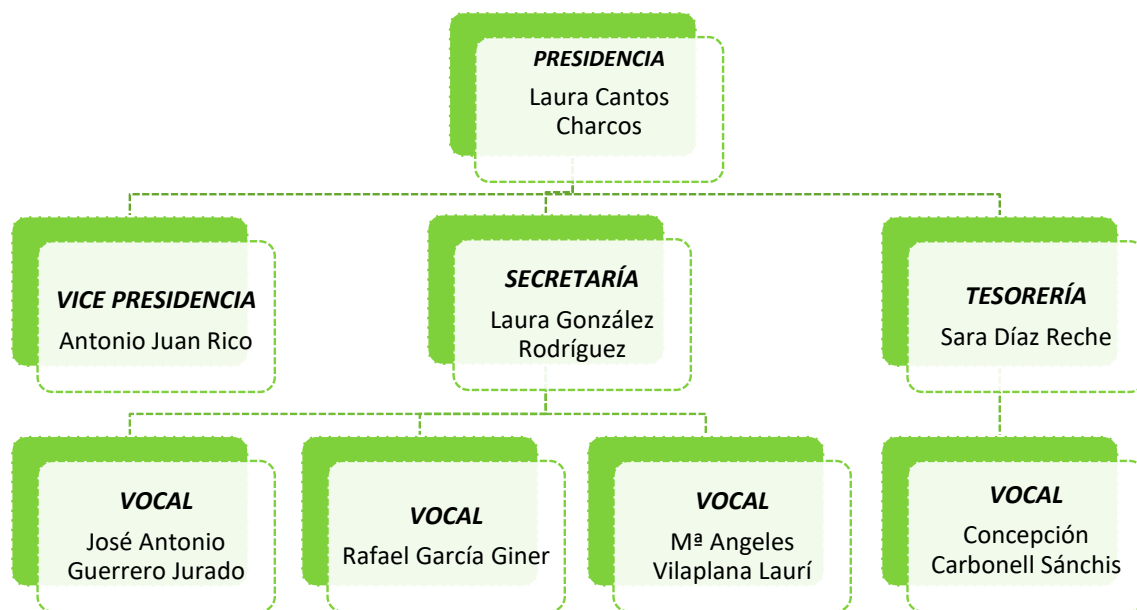 PRESIDENCIA
Laura Cantos
Charcos
VICE PRESIDENCIA
Antonio Juan Rico
SECRETARÍA
Laura González
Rodríguez
TESORERÍA
Sara Díaz Reche
VOCAL
José Antonio
Guerrero Jurado
VOCAL
Rafael García Giner
VOCAL
Mª Angeles
Vilaplana Laurí
VOCAL
Concepción
Carbonell Sánchis